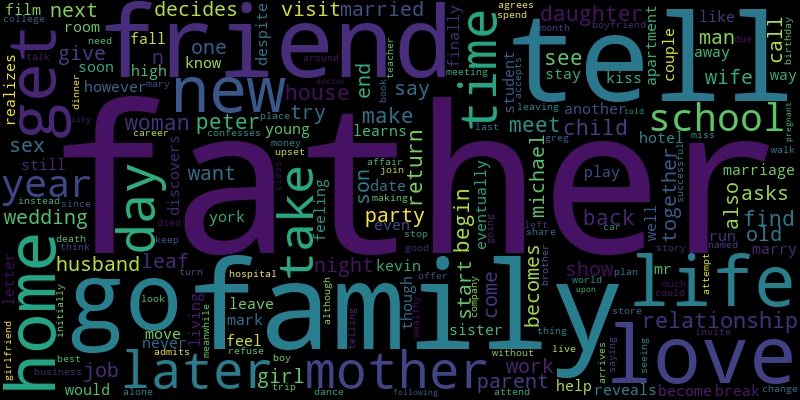 film next decides visit married friend tell daughter
college room despite agrees spend month boyfriend
fall one finally apartment like man due call birthday
give know talk need
get realizes soon high n time see couple away
however mary around teacher end stay kiss wife way
dinner new house say student meeting accepts
doctor book
woman peter try make leaving another told school
career place confesses young learns meet child last greg hotel miss
city money
sex discovers upset affair join date return michael play marriage
still father walk pregnant
year want son making begin together successful also asks
instead since day york feeling party even stop eventually back well find
wedding take good going left car share run named old
death think died keep class story marry
husband leaf hospital night kevin start company come becomes brother show mr attempt
home letter initially turn offer world plan upon much could
go family life
look living leave although though wealthy sister thing store
move mark relationship
girlfriend never feel meanwhile telling without live arrives saying seeing invite love
best admits refuse boy work
later girl mother parent help reveals become break change
business job trip
would alone dance following attend